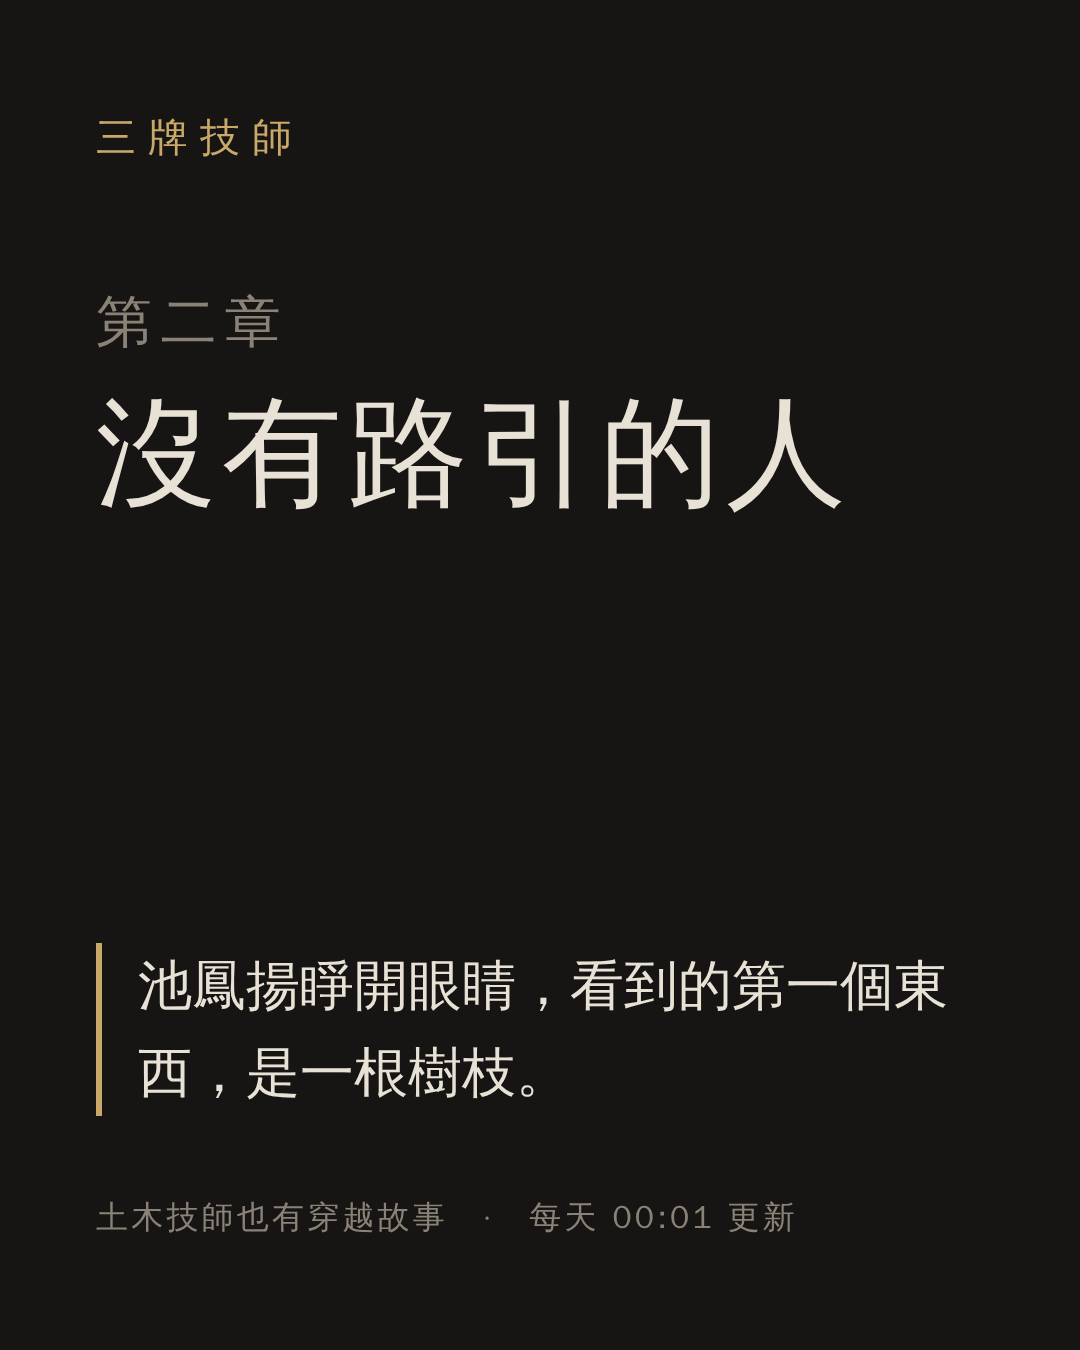 三牌技師
第二章
沒有路引的人
池鳳揚睜開眼睛，看到的第一個東
西，是一根樹枝。
土木技師也有穿越故事 · 每天 00:01 更新